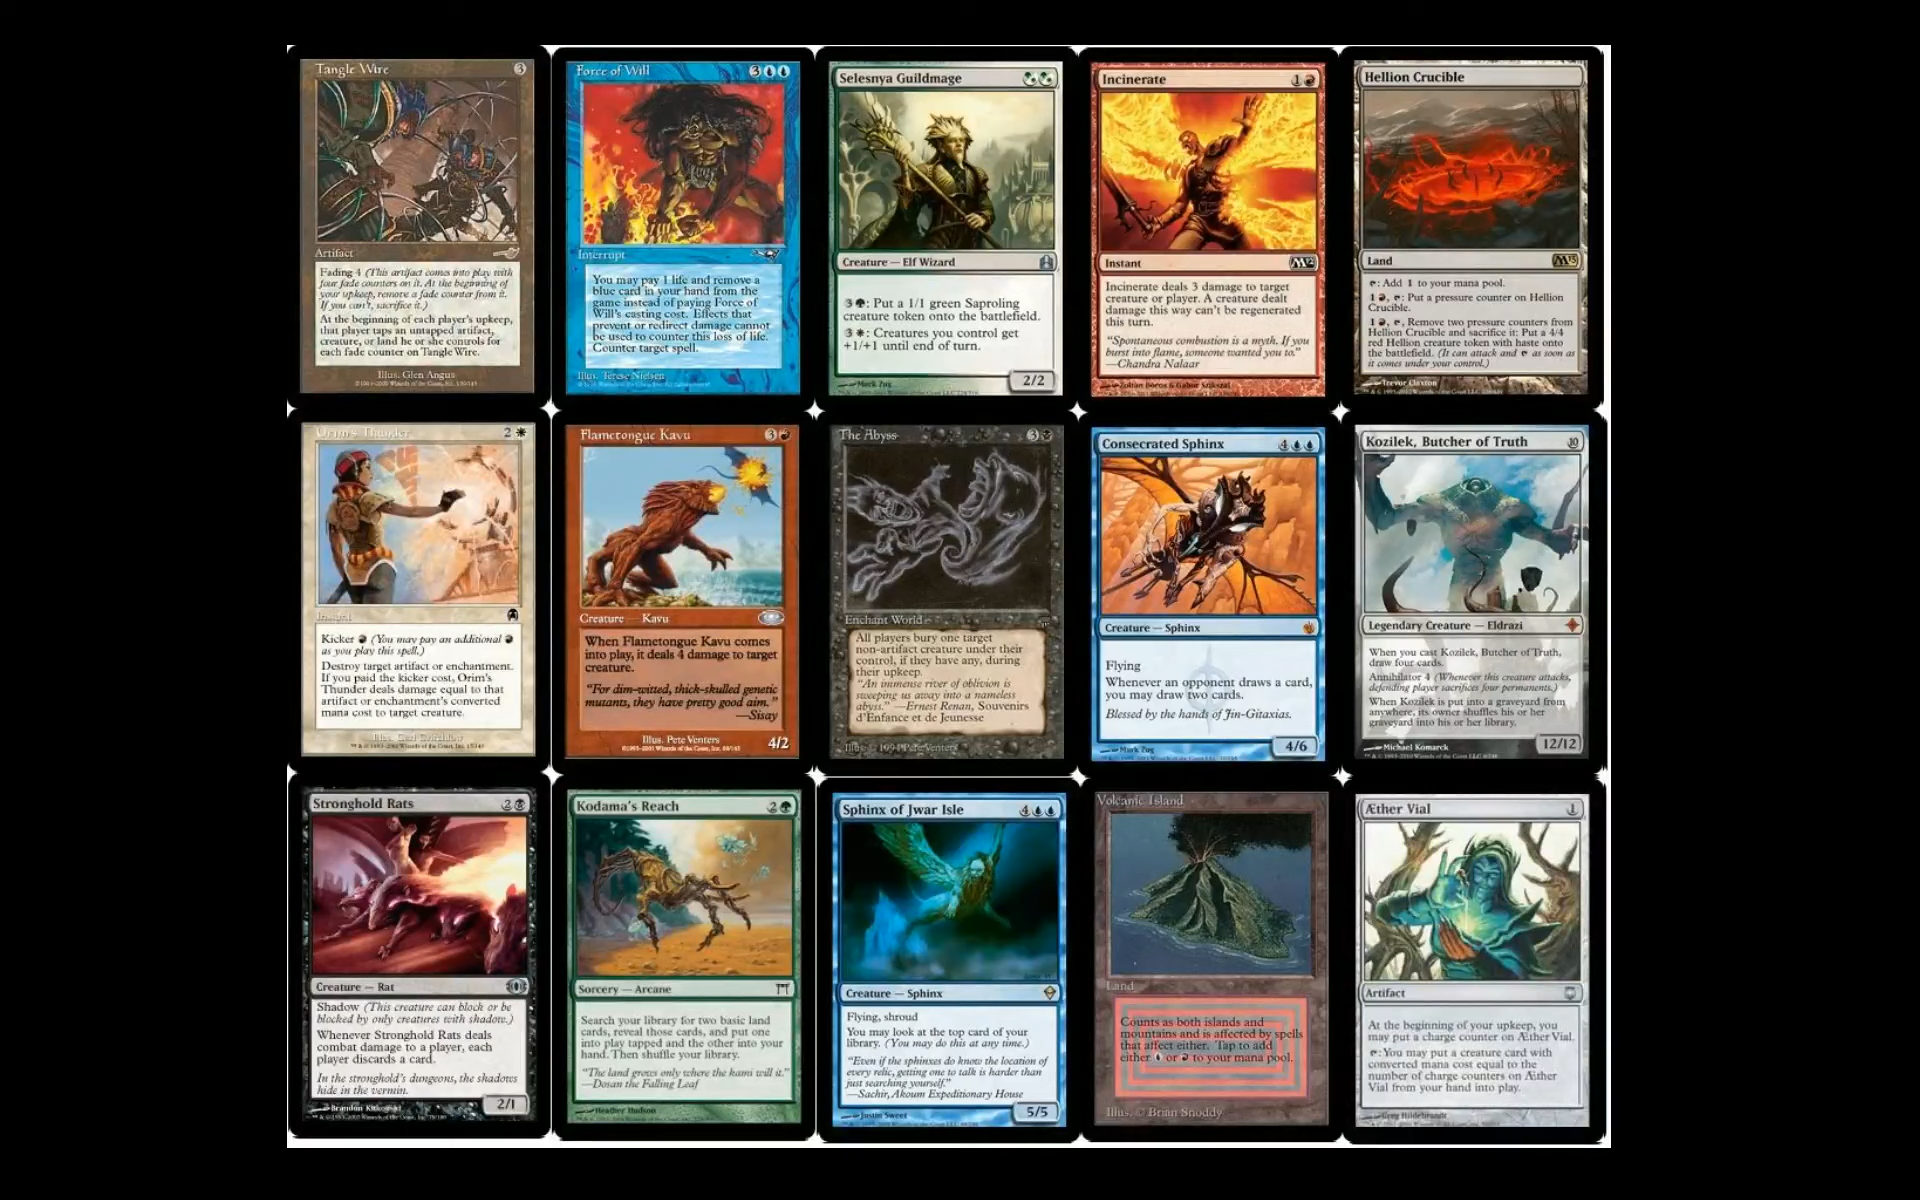 Tangle Wire 3
Artifact
Fading 4 (This artifact comes into play with
four fade counters on it. At the beginning of
your upkeep, remove a fade counter from it.
If you can't, sacrifice it.)
At the beginning of each player's upkeep,
that player taps an untapped artifact,
creature, or land he or she controls for
each fade counter on Tangle Wire.
Illus. Glen Angus
Force of Will 3
Interrupt
You may pay 1 life and remove a
blue card in your hand from the
game instead of paying Force of
Will's casting cost. Effects that
prevent or redirect damage cannot
be used to counter this loss of life.
Counter target spell.
Illus. Terese Nielsen
Selesnya Guildmage
Creature — Elf Wizard
3 : Put a 1/1 green Saproling
creature token onto the battlefield.
3 : Creatures you control get
+1/+1 until end of turn.
2/2
Mark Zug
Incinerate 1
Instant M12
Incinerate deals 3 damage to target
creature or player. A creature dealt
damage this way can't be regenerated
this turn.
"Spontaneous combustion is a myth. If you
burst into flame, someone wanted you to."
—Chandra Nalaar
Zoltan Boros & Gabor Szikszai
Hellion Crucible
Land M13
: Add 1 to your mana pool.
1 , : Put a pressure counter on Hellion
Crucible.
1 , , Remove two pressure counters from
Hellion Crucible and sacrifice it: Put a 4/4
red Hellion creature token with haste onto
the battlefield. (It can attack and as soon as
it comes under your control.)
Trevor Claxton
Orim's Thunder 2
Instant
Kicker (You may pay an additional
as you play this spell.)
Destroy target artifact or enchantment.
If you paid the kicker cost, Orim's
Thunder deals damage equal to that
artifact or enchantment's converted
mana cost to target creature.
Flametongue Kavu 3
Creature — Kavu
When Flametongue Kavu comes
into play, it deals 4 damage to target
creature.
"For dim-witted, thick-skulled genetic
mutants, they have pretty good aim."
—Sisay
Illus. Pete Venters
4/2
The Abyss 3
Enchant World
All players bury one target
non-artifact creature under their
control, if they have any, during
their upkeep.
"An immense river of oblivion is
sweeping us away into a nameless
abyss." —Ernest Renan, Souvenirs
d'Enfance et de Jeunesse
Illus. © 1994 Pete Venters
Consecrated Sphinx 4
Creature — Sphinx
Flying
Whenever an opponent draws a card,
you may draw two cards.
Blessed by the hands of Jin-Gitaxias.
4/6
Mark Zug
Kozilek, Butcher of Truth 10
Legendary Creature — Eldrazi
When you cast Kozilek, Butcher of Truth,
draw four cards.
Annihilator 4 (Whenever this creature attacks,
defending player sacrifices four permanents.)
When Kozilek is put into a graveyard from
anywhere, its owner shuffles his or her
graveyard into his or her library.
12/12
Michael Komarck
Stronghold Rats 2
Creature — Rat
Shadow (This creature can block or be
blocked by only creatures with shadow.)
Whenever Stronghold Rats deals
combat damage to a player, each
player discards a card.
In the stronghold's dungeons, the shadows
hide in the vermin.
2/1
Brandon
Kodama's Reach 2
Sorcery — Arcane
Search your library for two basic land
cards, reveal those cards, and put one
into play tapped and the other into your
hand. Then shuffle your library.
"The land grows only where the kami will it."
—Dosan the Falling Leaf
Heather Hudson
Sphinx of Jwar Isle 4
Creature — Sphinx
Flying, shroud
You may look at the top card of your
library. (You may do this at any time.)
"Even if the sphinxes do know the location of
every relic, getting one to talk is harder than
just searching yourself."
—Sachir, Akoum Expeditionary House
5/5
Justin Sweet
Volcanic Island
Land
Counts as both islands and
mountains and is affected by spells
that affect either. Tap to add
either or to your mana pool.
Illus. © Brian Snoddy
Æther Vial 1
Artifact
At the beginning of your upkeep, you
may put a charge counter on Æther Vial.
: You may put a creature card with
converted mana cost equal to the
number of charge counters on Æther
Vial from your hand into play.
Greg Hildebrandt